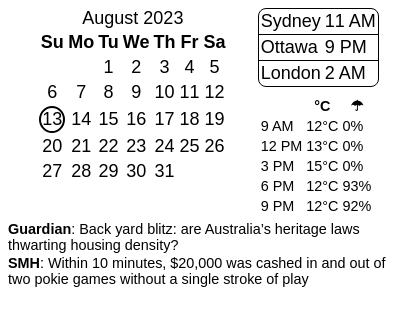 August 2023
Su Mo Tu We Th Fr Sa
1 2 3 4 5
6 7 8 9 10 11 12
13 14 15 16 17 18 19
20 21 22 23 24 25 26
27 28 29 30 31
Sydney 11 AM
Ottawa 9 PM
London 2 AM
°C ☂
9 AM 12°C 0%
12 PM 13°C 0%
3 PM 15°C 0%
6 PM 12°C 93%
9 PM 12°C 92%
Guardian: Back yard blitz: are Australia's heritage laws
thwarting housing density?
SMH: Within 10 minutes, $20,000 was cashed in and out of
two pokie games without a single stroke of play